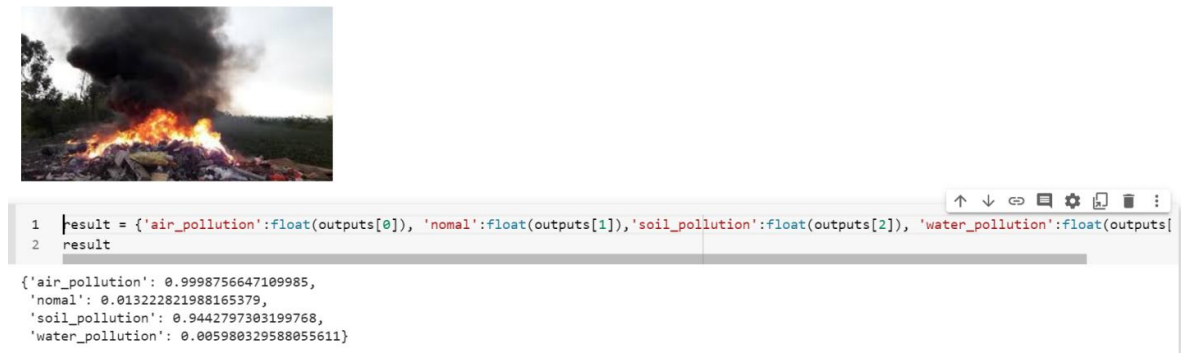 1 result = {'air_pollution':float(outputs[0]), 'nomal':float(outputs[1]),'soil_pollution':float(outputs[2]), 'water_pollution':float(outputs[
2 result
{'air_pollution': 0.9998756647109985,
'nomal': 0.013222821988165379,
'soil_pollution': 0.9442797303199768,
'water_pollution': 0.005980329588055611}